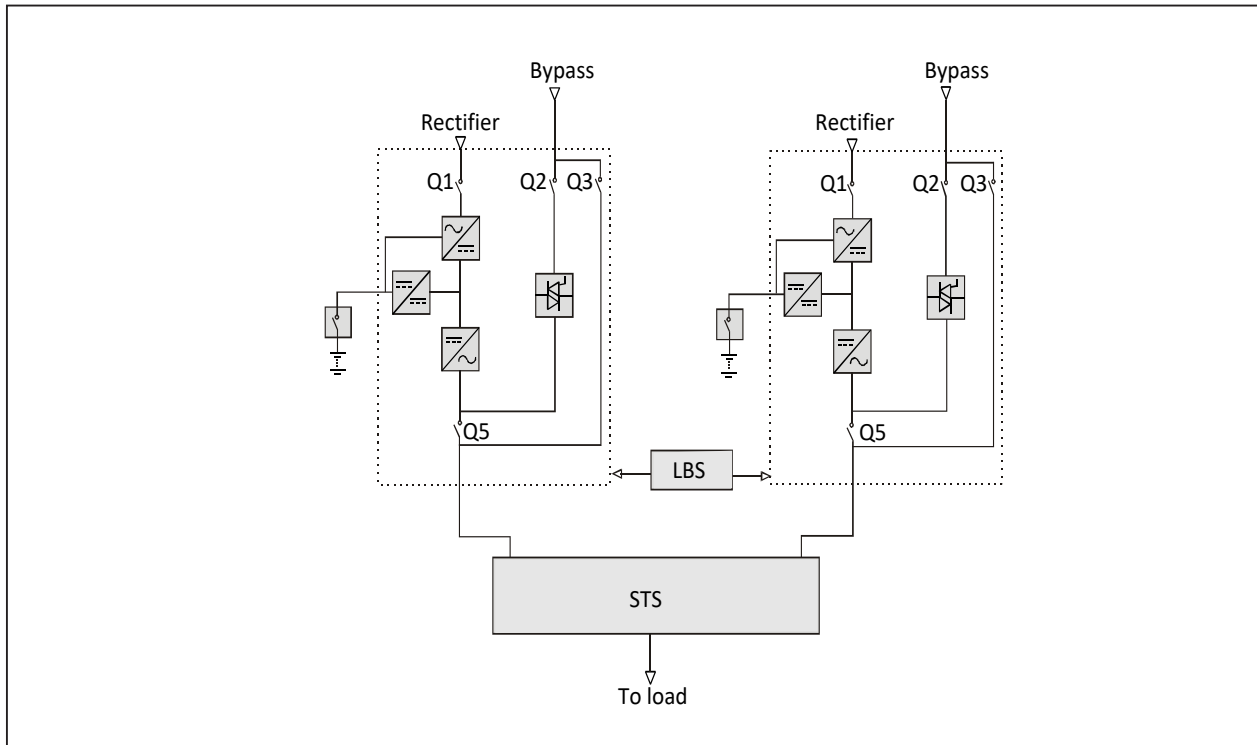 Bypass
Bypass
Rectifier
Rectifier
Q1
Q2
Q3
Q1
Q2
Q3
Q5
Q5
LBS
STS
To load